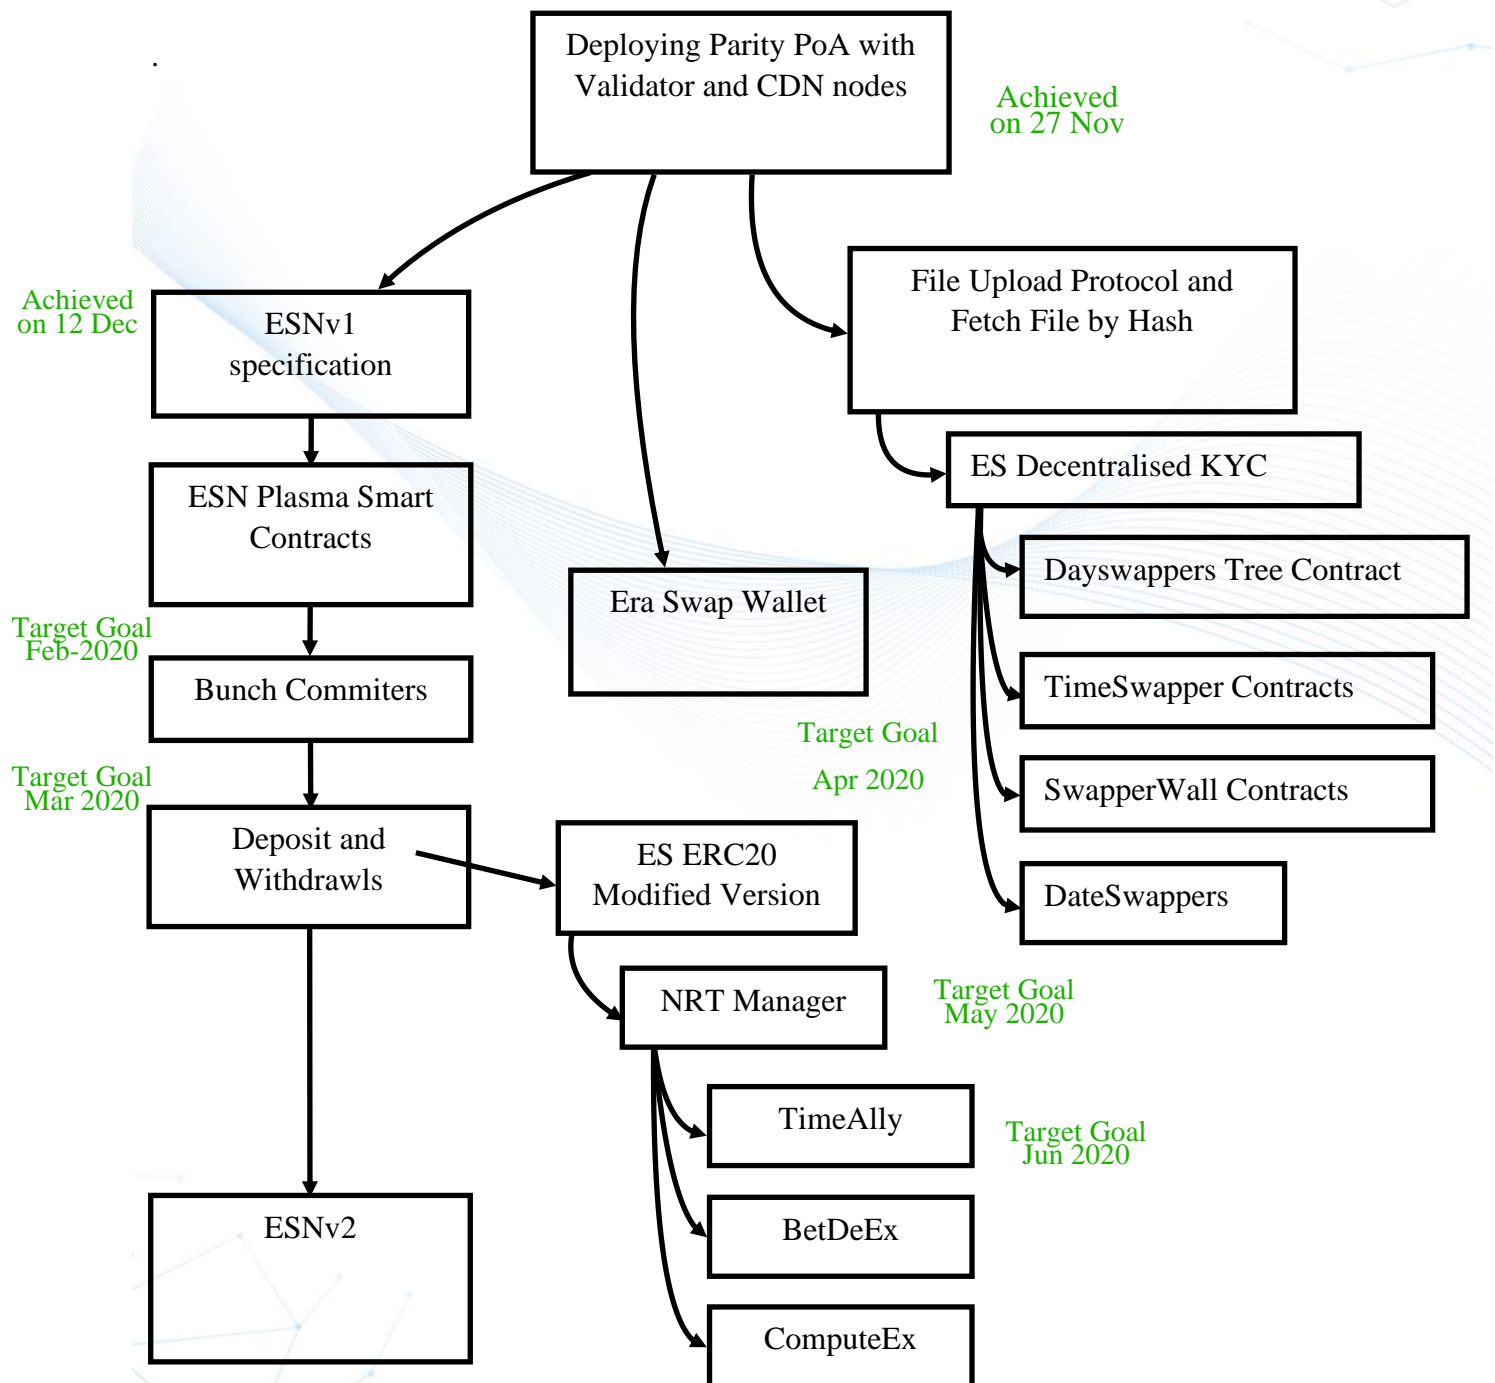 Deploying Parity PoA with
Validator and CDN nodes
Achieved
on 27 Nov
File Upload Protocol and
Fetch File by Hash
Achieved
on 12 Dec
ESNv1
specification
ES Decentralised KYC
ESN Plasma Smart
Contracts
Dayswappers Tree Contract
Era Swap Wallet
Target Goal
Feb-2020
Bunch Commiters
TimeSwapper Contracts
Target Goal
Apr 2020
Target Goal
Mar 2020
SwapperWall Contracts
Deposit and
Withdrawls
ES ERC20
Modified Version
DateSwappers
NRT Manager
Target Goal
May 2020
TimeAlly
Target Goal
Jun 2020
ESNv2
BetDeEx
ComputeEx